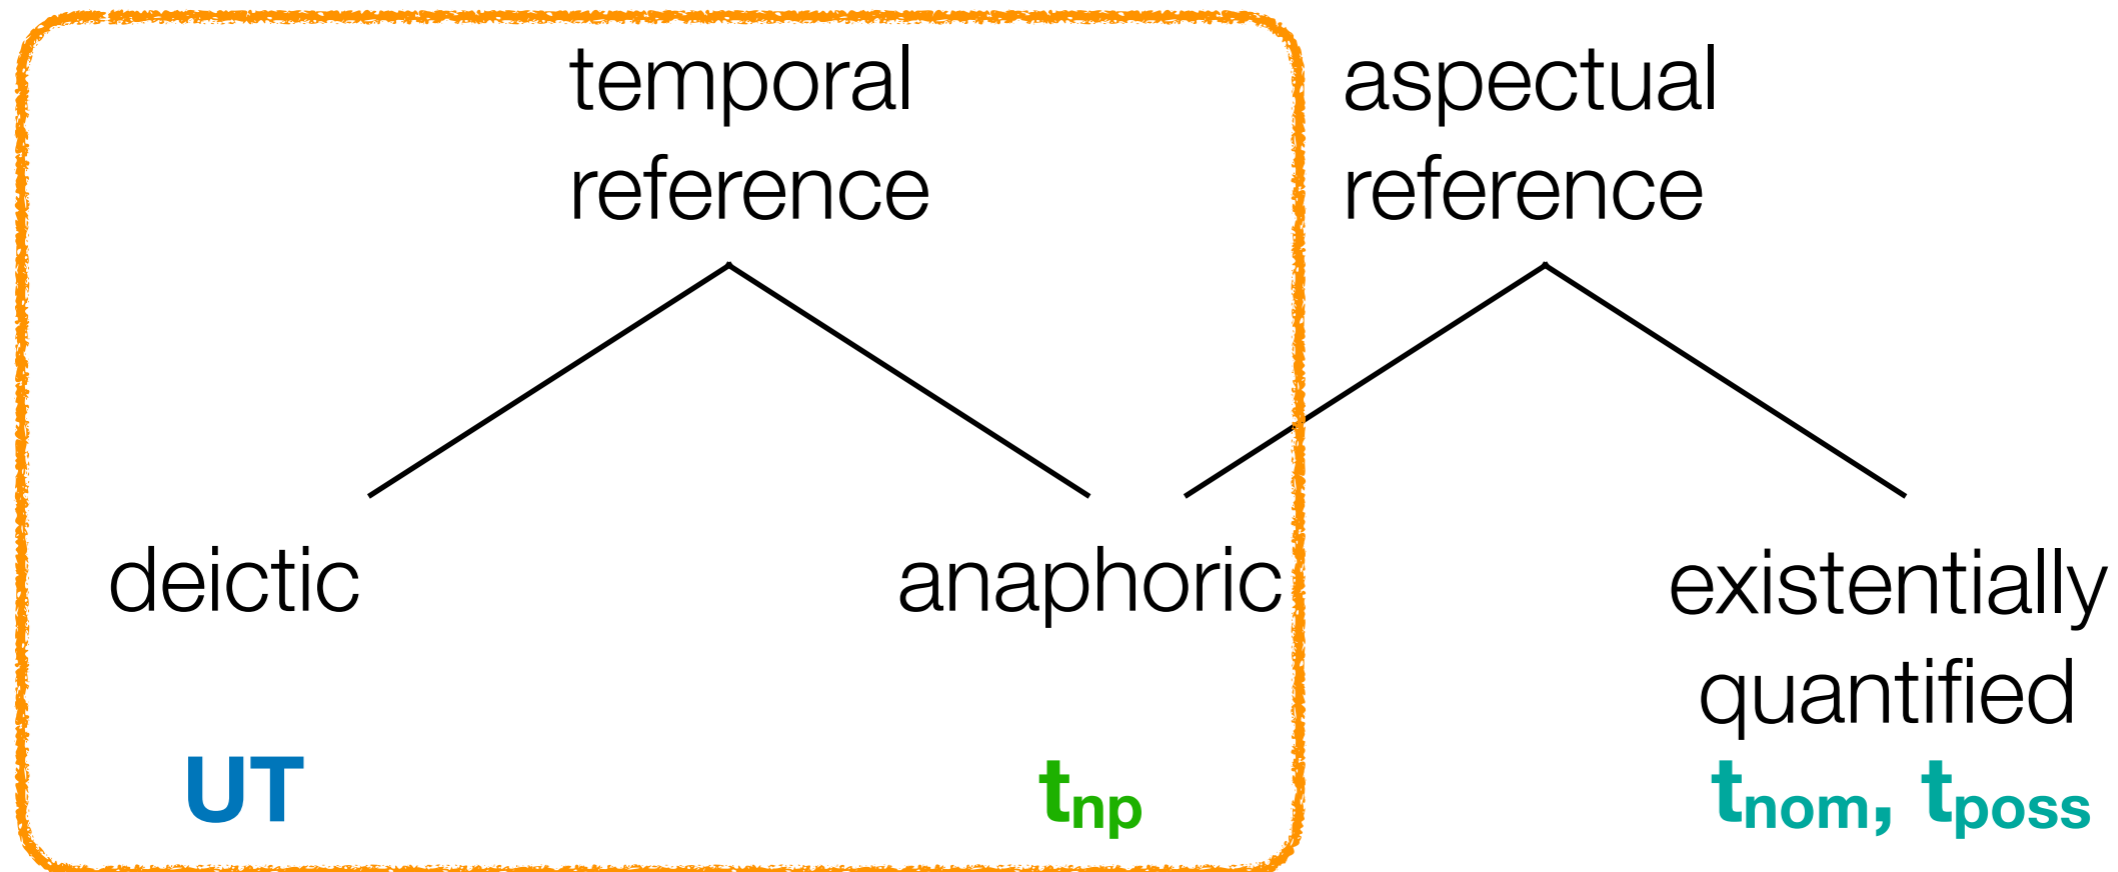 temporal
reference
aspectual
reference
deictic
anaphoric
existentially
quantified
UT
tnp
tnom, tposs